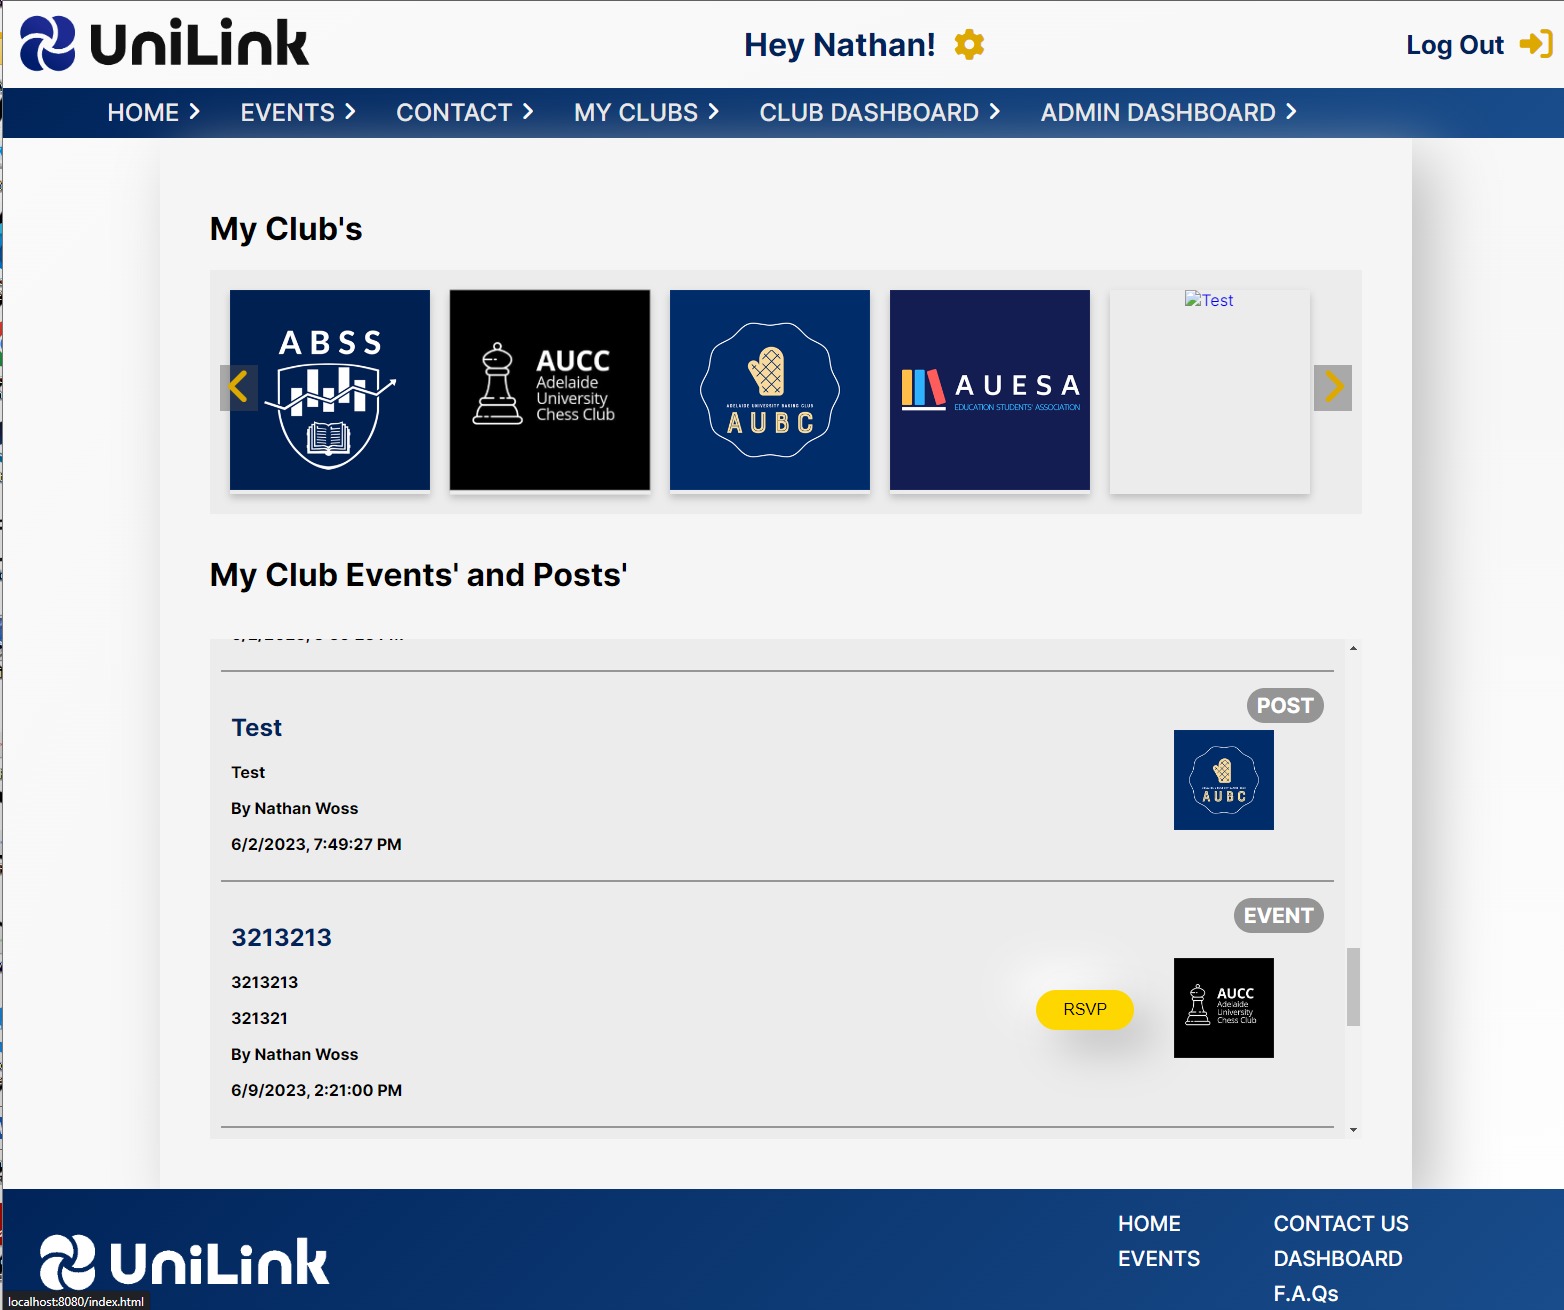 UniLink
Hey Nathan!
Log Out
HOME
EVENTS
CONTACT
MY CLUBS
CLUB DASHBOARD
ADMIN DASHBOARD
My Club's
ABSS
AUCC
Adelaide
University
Chess Club
ADELAIDE UNIVERSITY BAKING CLUB
AUBC
AUESA
EDUCATION STUDENTS' ASSOCIATION
Test
My Club Events' and Posts'
POST
Test
Test
By Nathan Woss
6/2/2023, 7:49:27 PM
AUBC
EVENT
3213213
3213213
321321
By Nathan Woss
6/9/2023, 2:21:00 PM
RSVP
AUCC
Adelaide
University
Chess Club
UniLink
HOME
EVENTS
CONTACT US
DASHBOARD
F.A.Qs
localhost:8080/index.html